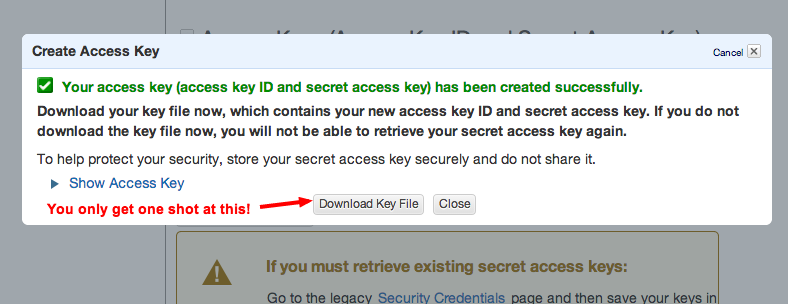 Create Access Key
Cancel
Your access key (access key ID and secret access key) has been created successfully.
Download your key file now, which contains your new access key ID and secret access key. If you do not
download the key file now, you will not be able to retrieve your secret access key again.
To help protect your security, store your secret access key securely and do not share it.
Show Access Key
You only get one shot at this!
Download Key File
Close
If you must retrieve existing secret access keys:
Go to the legacy Security Credentials page and then save your keys in